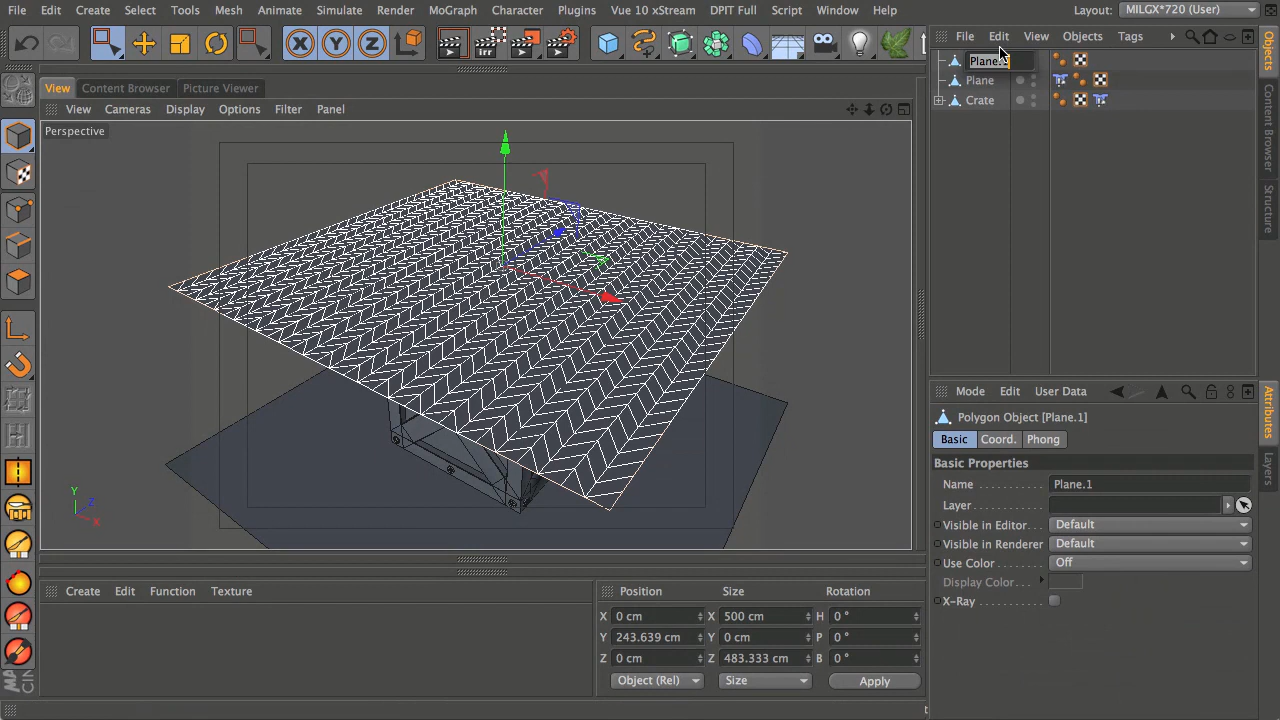 File Edit Create Select Tools Mesh Animate Simulate Render MoGraph Character Plugins Vue 10 xStream DPIT Full Script Window Help Layout: MILGX*720 (User)
X Y Z
File Edit View Objects Tags
Objects
Content Browser
Structure
Plane.1
Plane
Crate
View Content Browser Picture Viewer
View Cameras Display Options Filter Panel
Perspective
Y
Z
X
Mode Edit User Data
Attributes
Layers
Polygon Object [Plane.1]
Basic Coord. Phong
Basic Properties
Name Plane.1
Layer
Visible in Editor Default
Visible in Renderer Default
Use Color Off
Display Color
X-Ray
Create Edit Function Texture
Position Size Rotation
X 0 cm X 500 cm H 0 °
Y 243.639 cm Y 0 cm P 0 °
Z 0 cm Z 483.333 cm B 0 °
Object (Rel) Size Apply